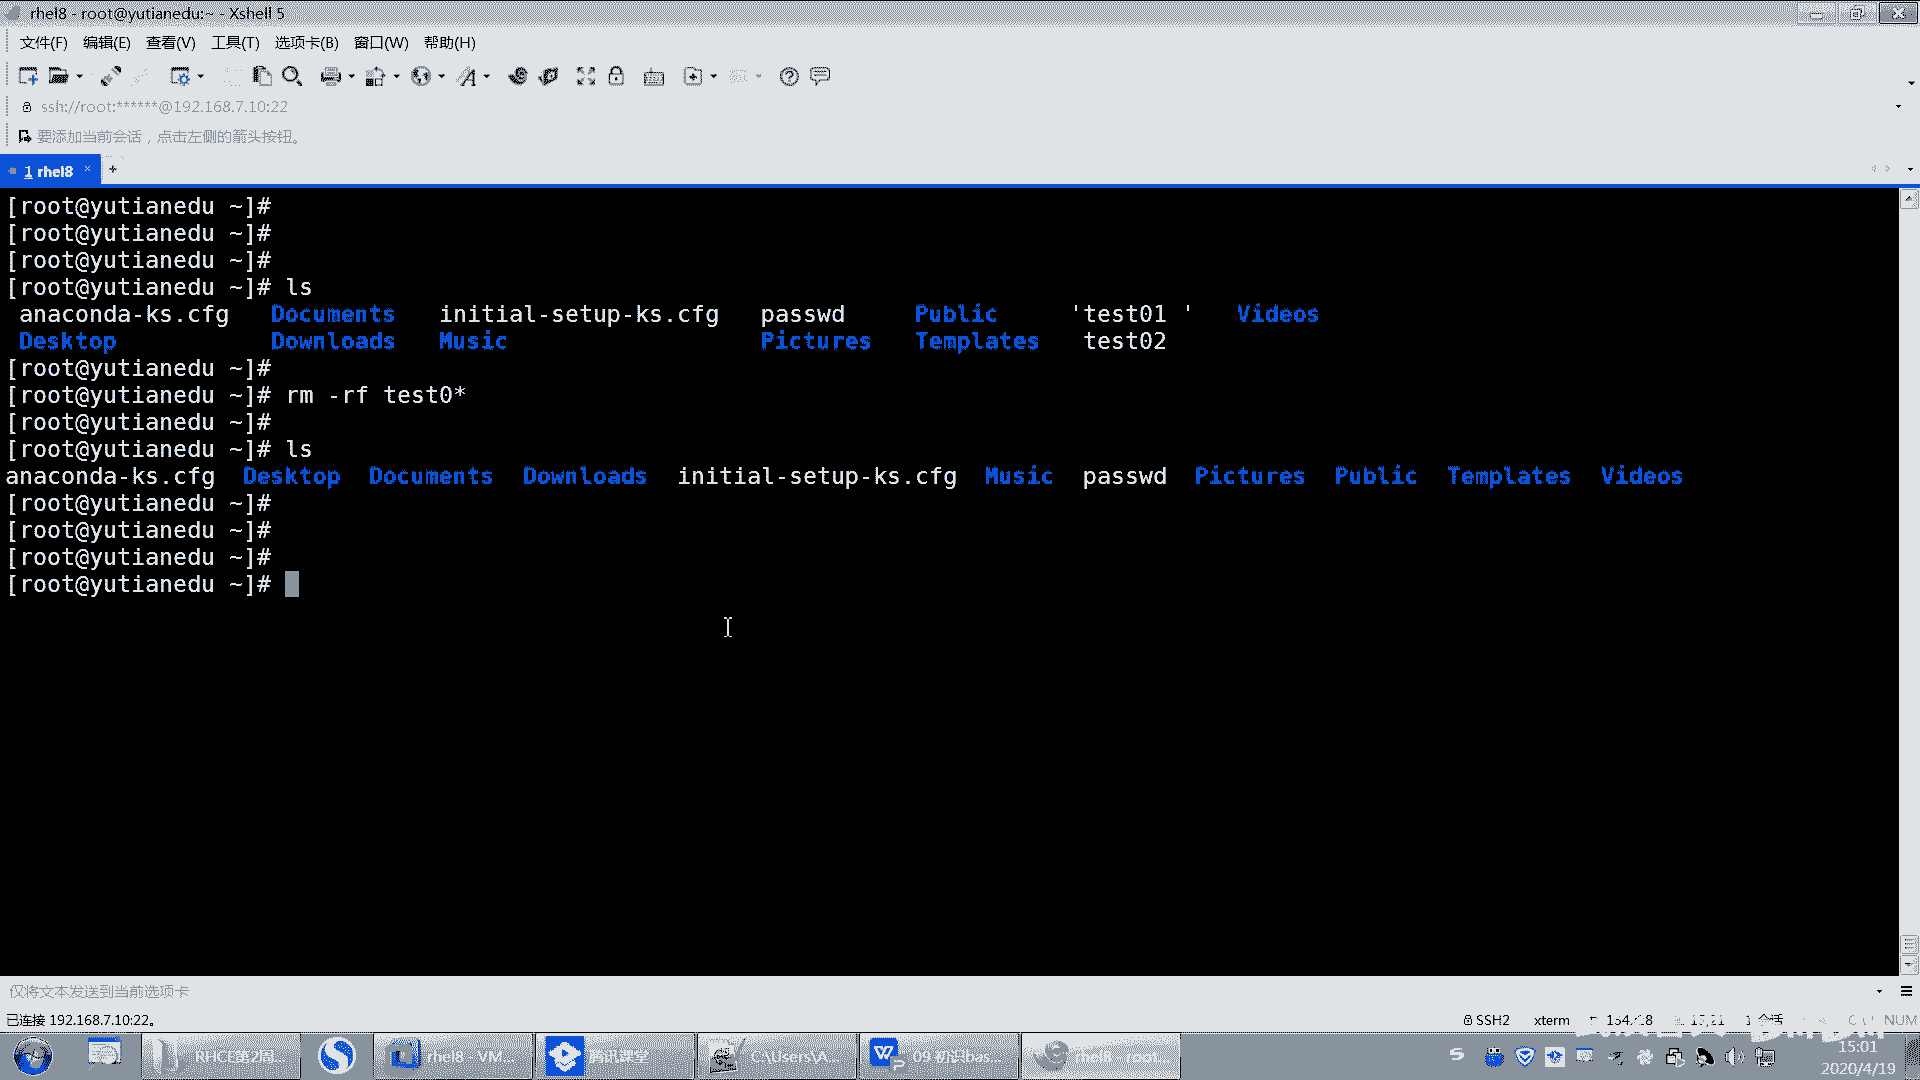 rhel8 - root@yutianedu:~ - Xshell 5
文件(F) 编辑(E) 查看(V) 工具(T) 选项卡(B) 窗口(W) 帮助(H)
ssh://root:******@192.168.7.10:22
要添加当前会话，点击左侧的箭头按钮。
1 rhel8 × +
[root@yutianedu ~]#
[root@yutianedu ~]#
[root@yutianedu ~]#
[root@yutianedu ~]# ls
anaconda-ks.cfg Documents initial-setup-ks.cfg passwd Public 'test01 ' Videos
Desktop Downloads Music Pictures Templates test02
[root@yutianedu ~]#
[root@yutianedu ~]# rm -rf test0*
[root@yutianedu ~]#
[root@yutianedu ~]# ls
anaconda-ks.cfg Desktop Documents Downloads initial-setup-ks.cfg Music passwd Pictures Public Templates Videos
[root@yutianedu ~]#
[root@yutianedu ~]#
[root@yutianedu ~]#
[root@yutianedu ~]#
仅将文本发送到当前选项卡
已连接 192.168.7.10:22。 SSH2 xterm 15,21 1 会话 NUM
RHCE第2周... rhel8 - VM... 腾讯课堂 C:\Users\A... 09 初识bas... rhel8 - root... 15:01
2020/4/19